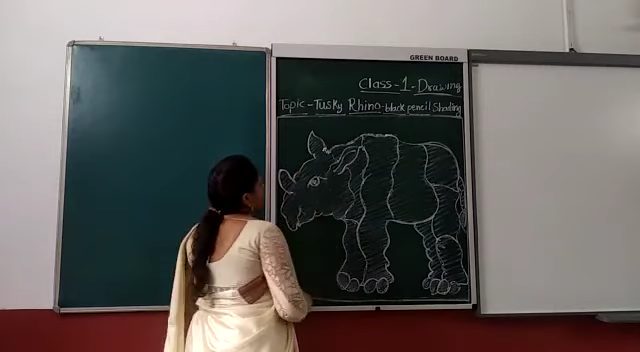 GREEN BOARD
Class-1-Drawing
Topic-Tusky Rhino-black pencil Shading